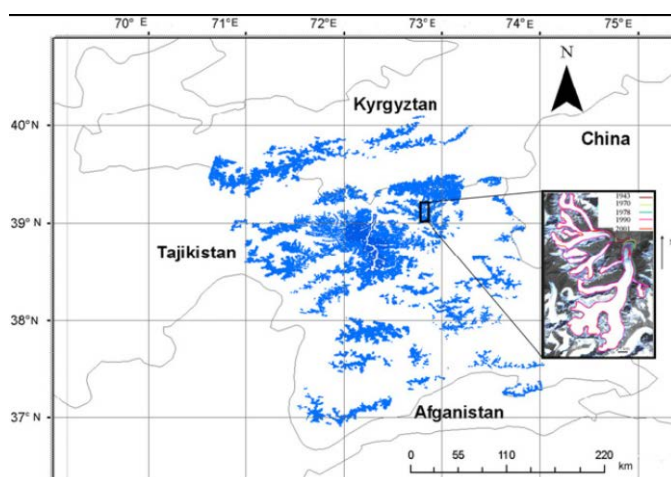 70° E 71° E 72° E 73° E 74° E 75° E
N
Kyrgyztan
40° N
China
1943
1970
1978
1990
2001
39° N
Tajikistan
38° N
37° N
Afganistan
0 55 110 220
km